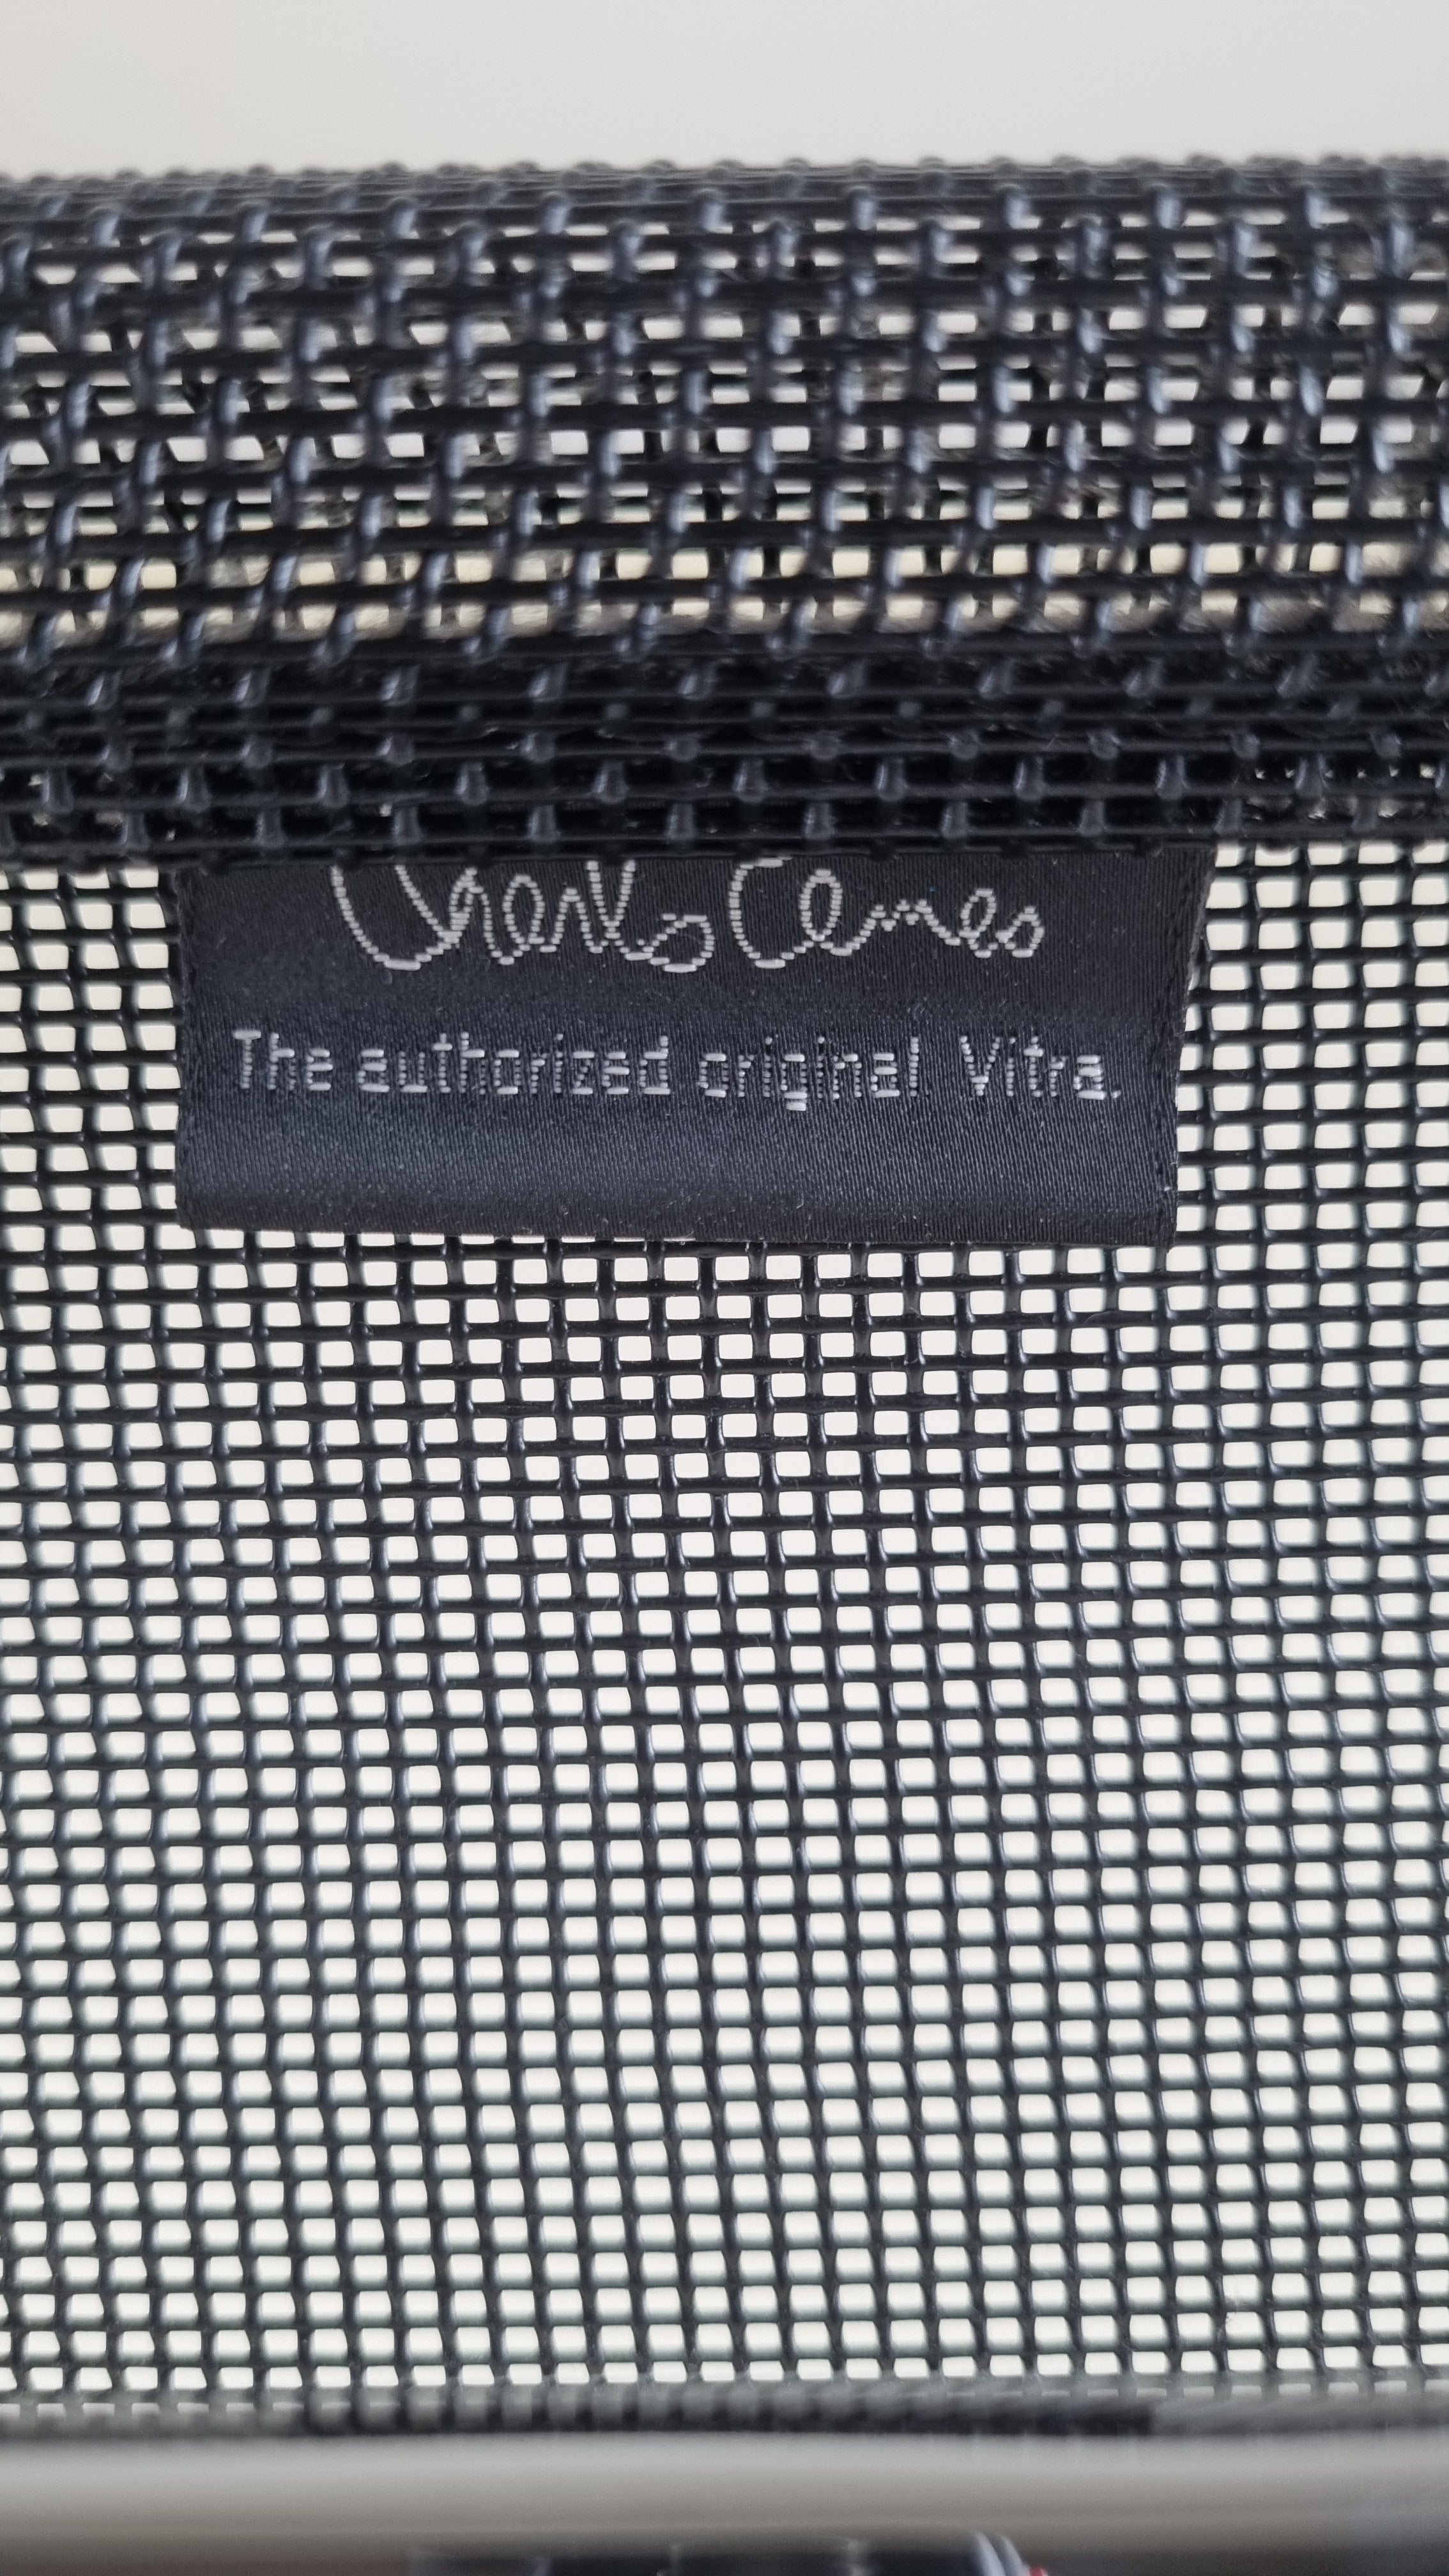 Charles Eames
The authorized original Vitra.